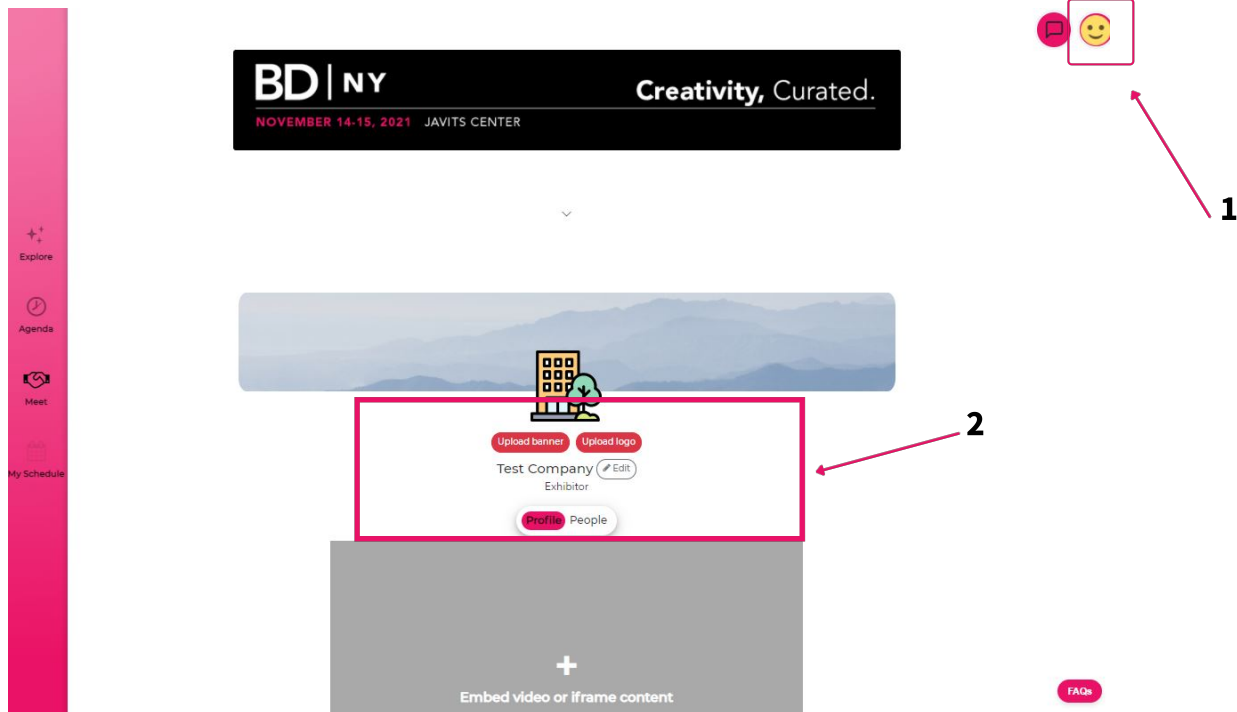 BD | NY
Creativity, Curated.
NOVEMBER 14-15, 2021 JAVITS CENTER
1
Explore
Agenda
Meet
My Schedule
2
Upload banner Upload logo
Test Company Edit
Exhibitor
Profile People
Embed video or iframe content
FAQs